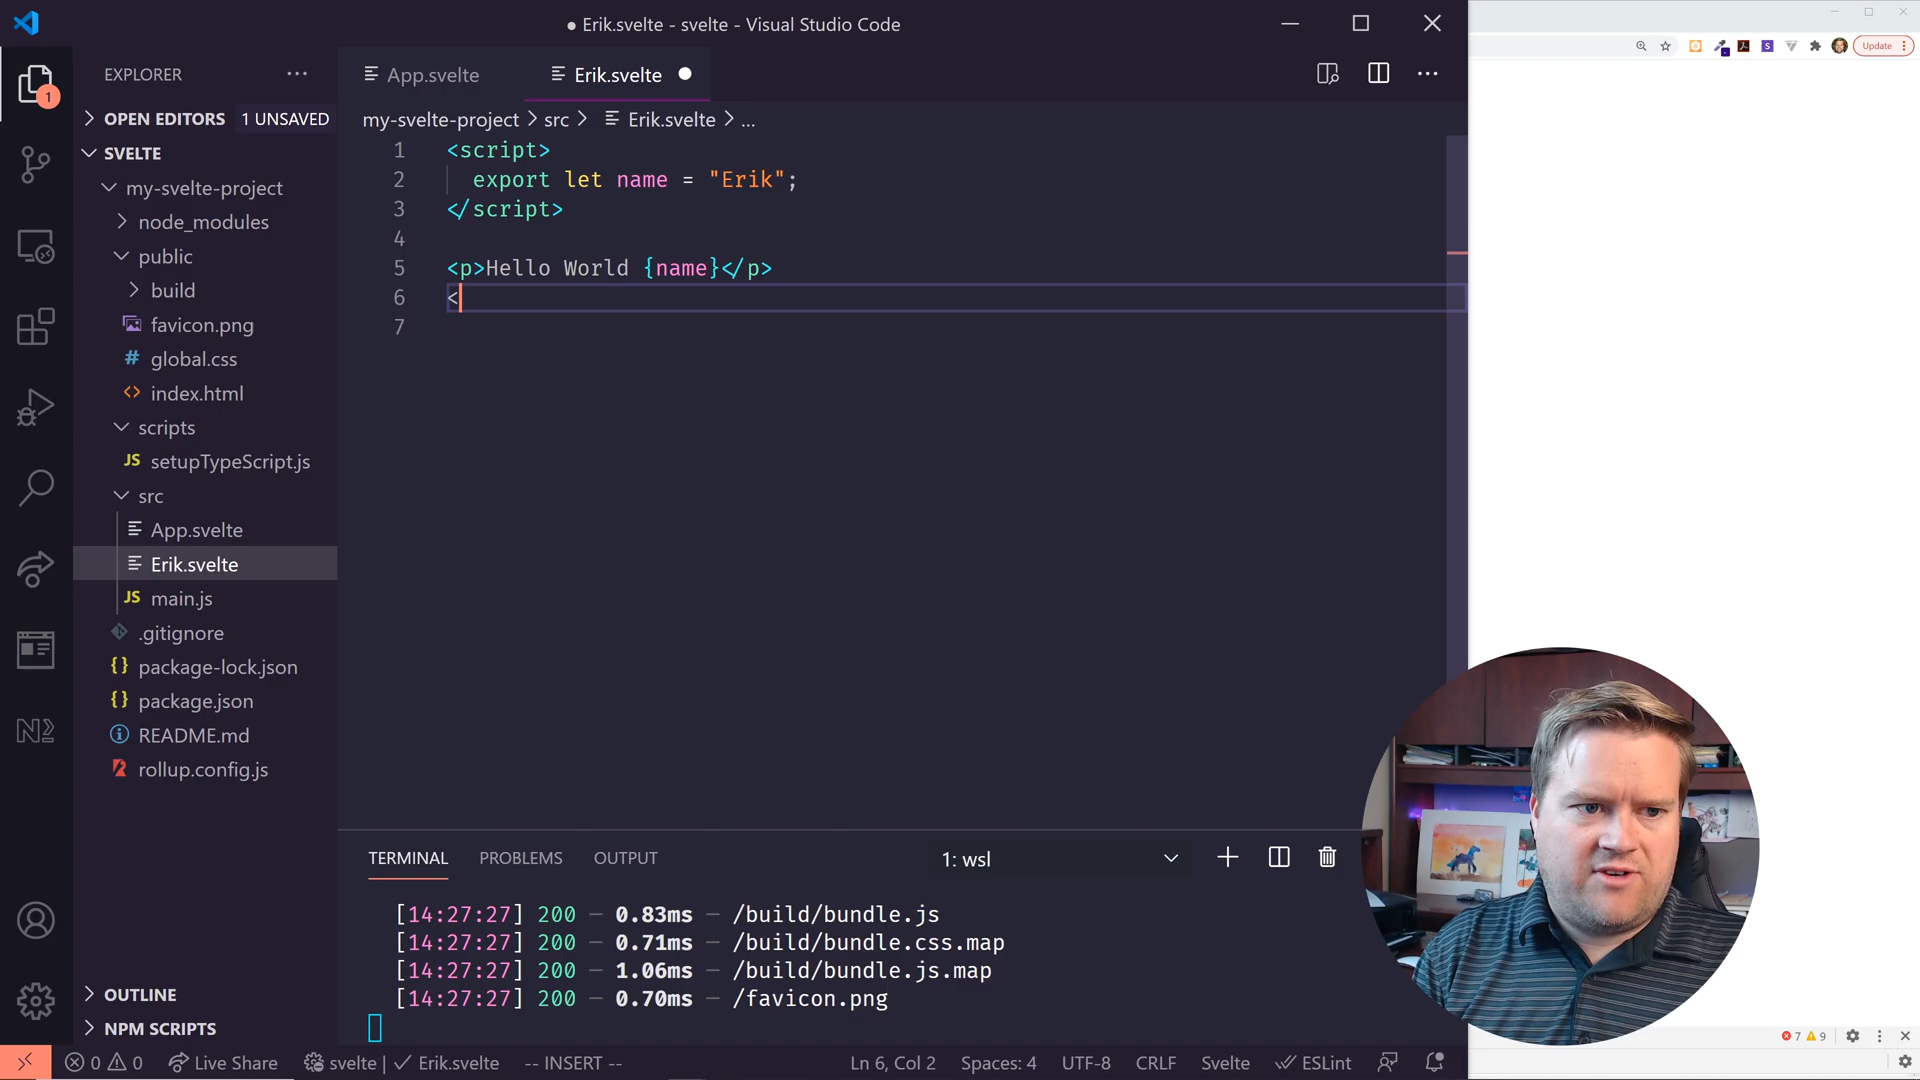 ● Erik.svelte - svelte - Visual Studio Code
Update
EXPLORER
1
App.svelte
Erik.svelte
OPEN EDITORS
1 UNSAVED
my-svelte-project > src > Erik.svelte > ...
SVELTE
my-svelte-project
node_modules
public
build
favicon.png
# global.css
<> index.html
scripts
JS setupTypeScript.js
src
App.svelte
Erik.svelte
JS main.js
.gitignore
{} package-lock.json
{} package.json
README.md
rollup.config.js
OUTLINE
NPM SCRIPTS
1 <script>
2 export let name = "Erik";
3 </script>
4
5 <p>Hello World {name}</p>
6 <
7
TERMINAL
PROBLEMS
OUTPUT
1: wsl
[14:27:27] 200 — 0.83ms — /build/bundle.js
[14:27:27] 200 — 0.71ms — /build/bundle.css.map
[14:27:27] 200 — 1.06ms — /build/bundle.js.map
[14:27:27] 200 — 0.70ms — /favicon.png
7 9
0 0 Live Share svelte | ✓ Erik.svelte -- INSERT -- Ln 6, Col 2 Spaces: 4 UTF-8 CRLF Svelte ESLint